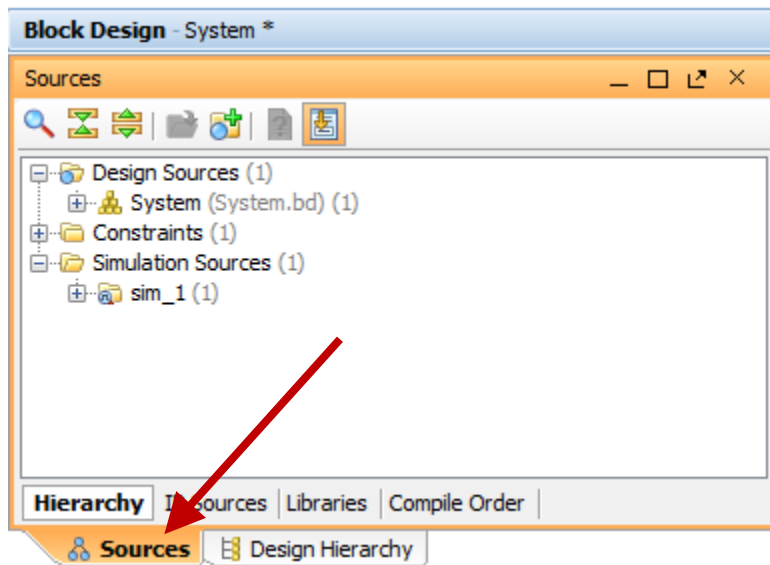 Block Design - System *
Sources
Design Sources (1)
System (System.bd) (1)
Constraints (1)
Simulation Sources (1)
sim_1 (1)
Hierarchy Sources Libraries Compile Order
Sources Design Hierarchy